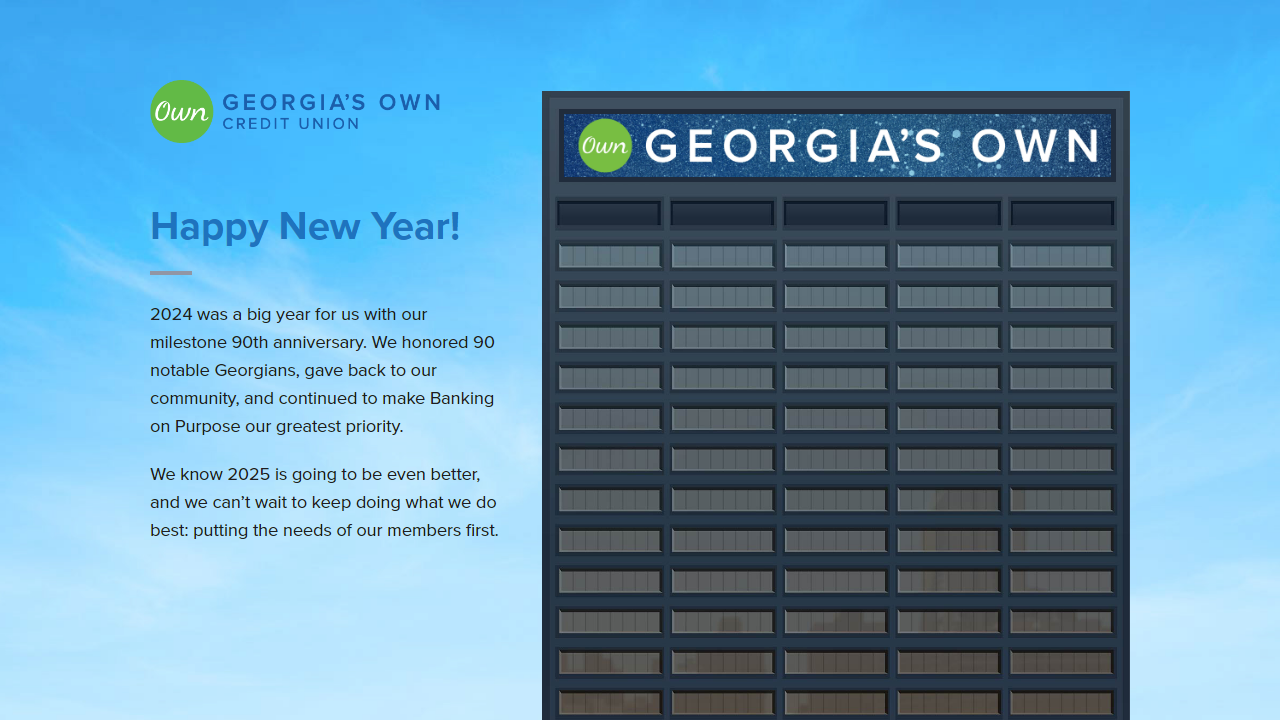 Own GEORGIA'S OWN
CREDIT UNION
Own GEORGIA'S OWN
Happy New Year!
2024 was a big year for us with our
milestone 90th anniversary. We honored 90
notable Georgians, gave back to our
community, and continued to make Banking
on Purpose our greatest priority.
We know 2025 is going to be even better,
and we can’t wait to keep doing what we do
best: putting the needs of our members first.